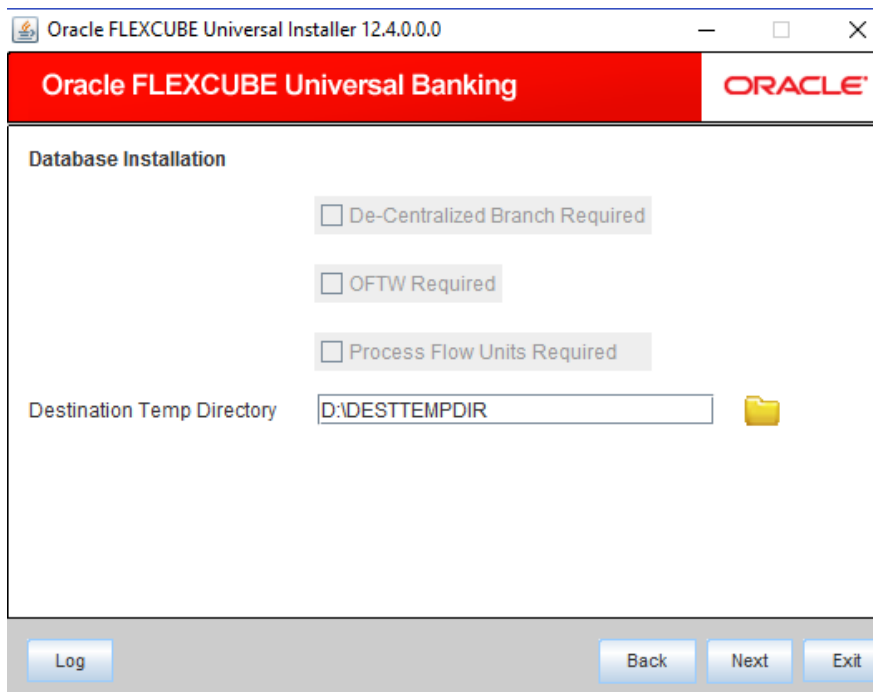 Oracle FLEXCUBE Universal Installer 12.4.0.0.0
Oracle FLEXCUBE Universal Banking
ORACLE
Database Installation
De-Centralized Branch Required
OFTW Required
Process Flow Units Required
Destination Temp Directory D:\DESTTEMPDIR
Log Back Next Exit